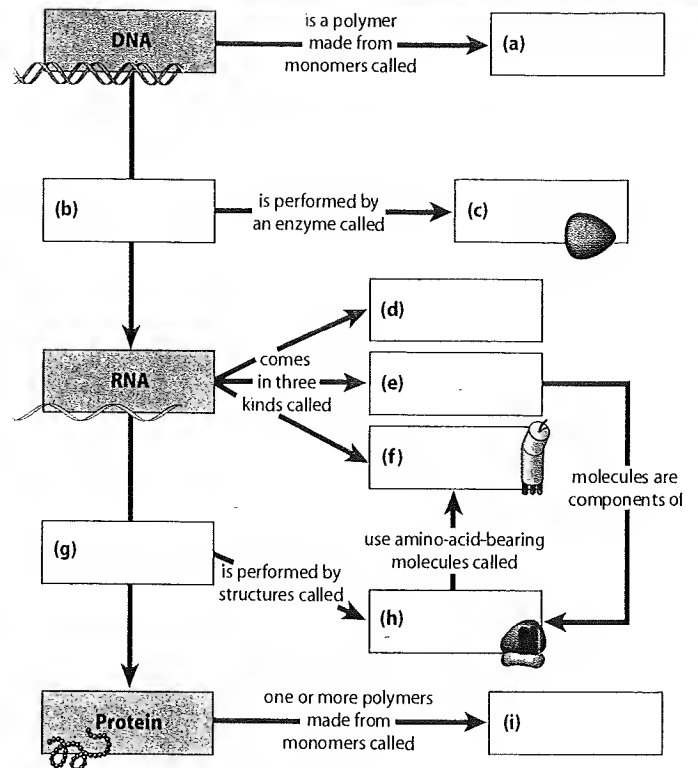 DNA
is a polymer
made from
monomers called
(a)
(b)
is performed by
an enzyme called
(c)
RNA
comes
in three
kinds called
(d)
(e)
(f)
molecules are
components of
use amino-acid-bearing
molecules called
(g)
is performed by
structures called
(h)
Protein
one or more polymers
made from
monomers called
(i)